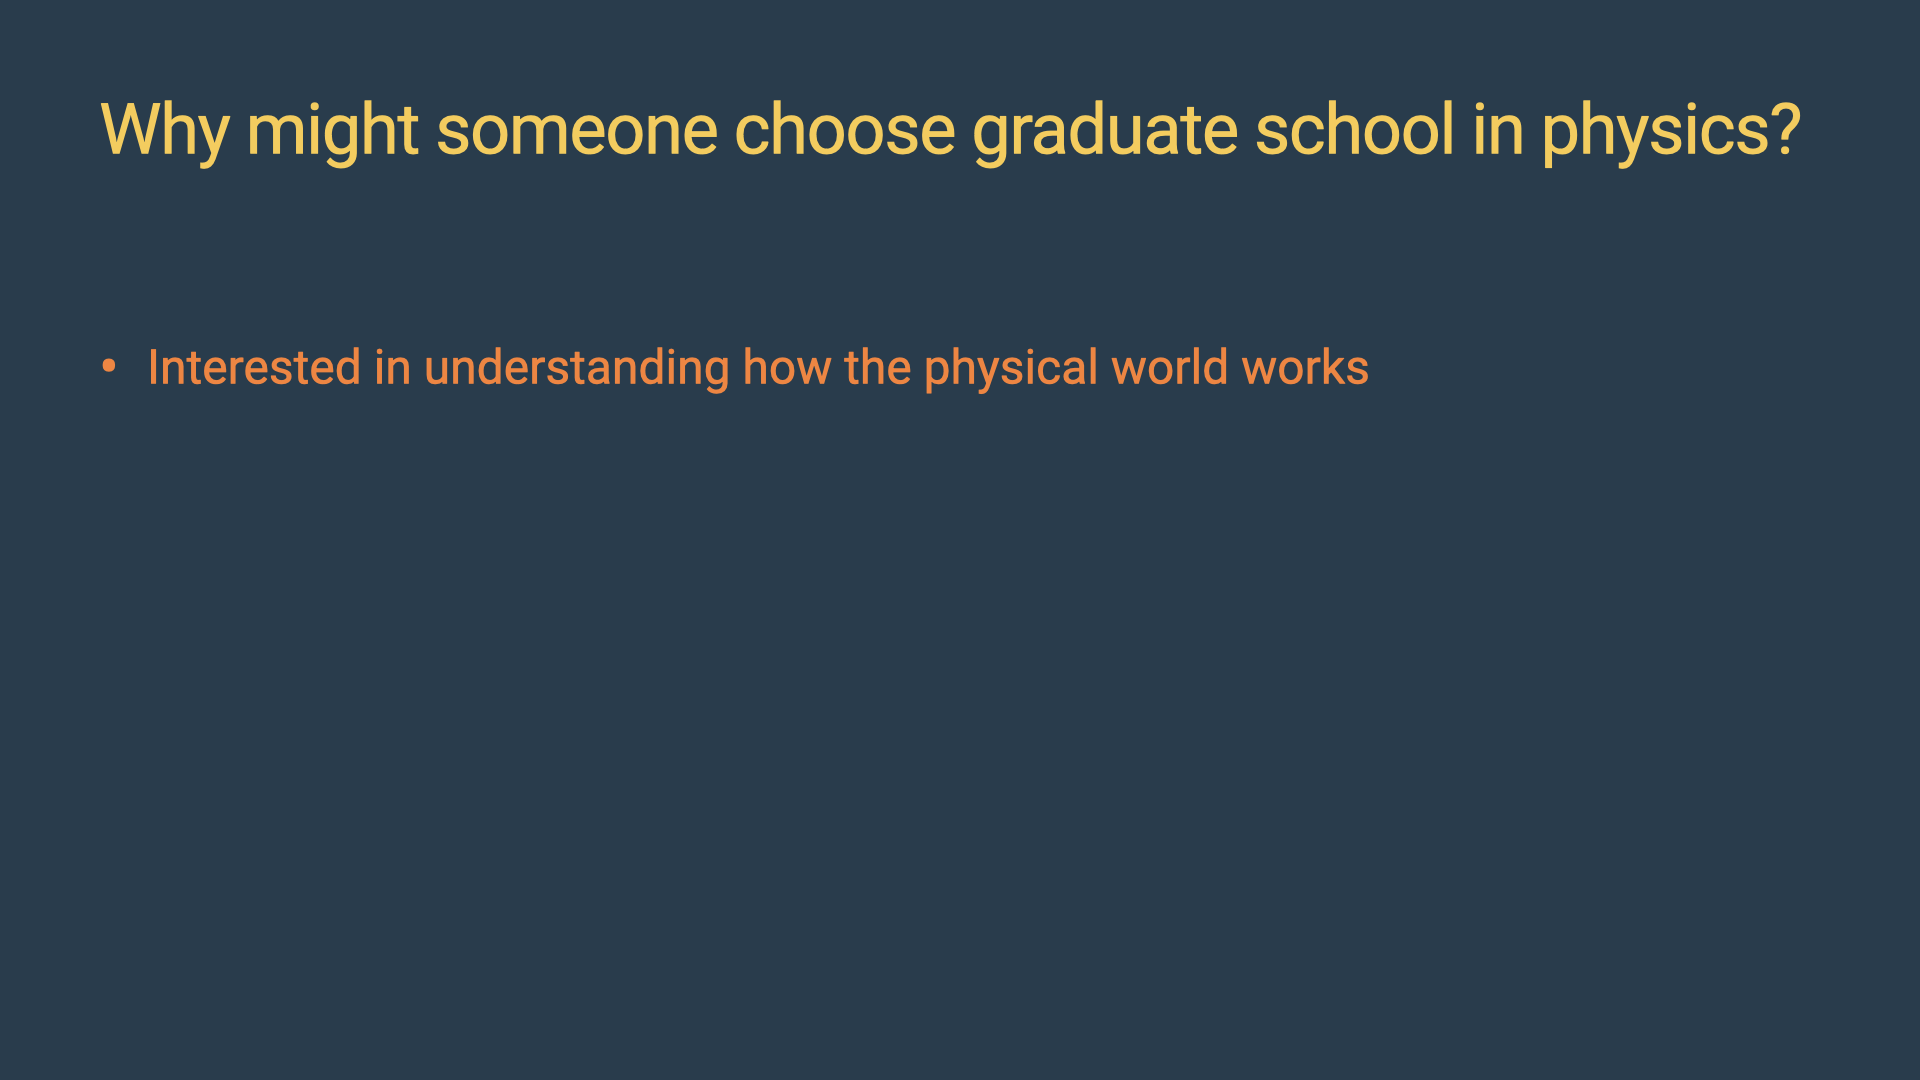 Why might someone choose graduate school in physics?
• Interested in understanding how the physical world works